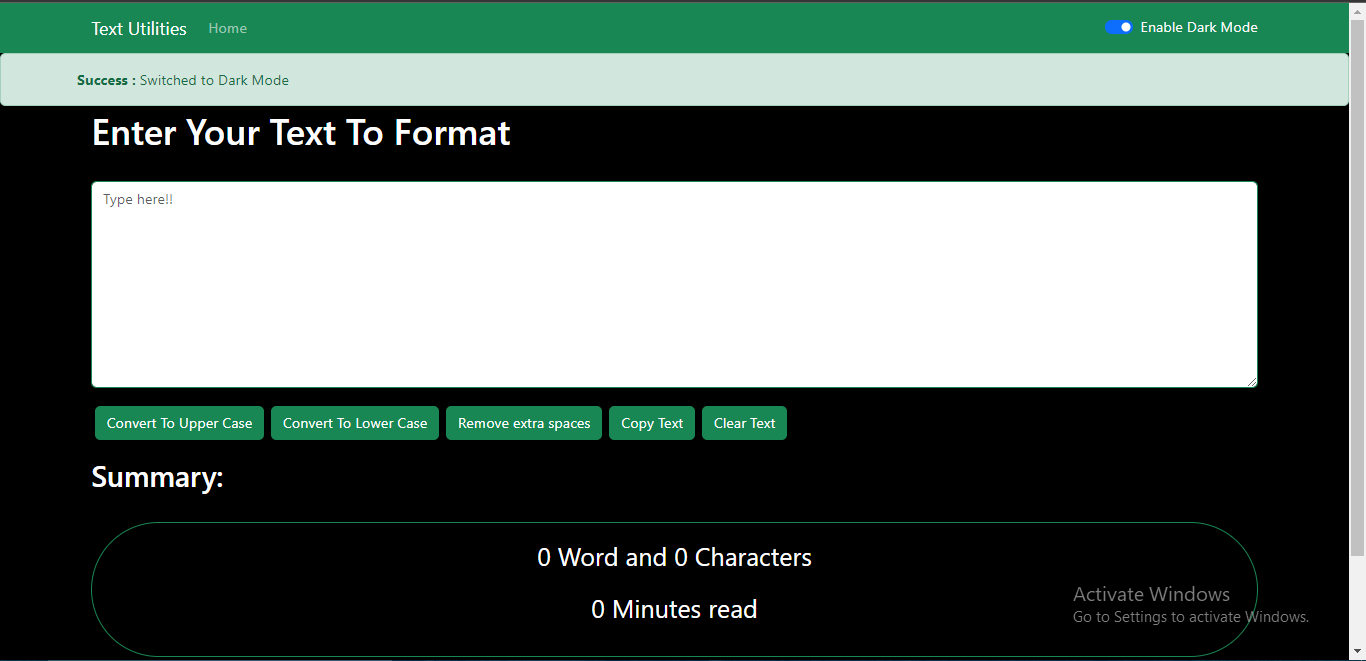 Text Utilities Home Enable Dark Mode
Success : Switched to Dark Mode
Enter Your Text To Format
Type here!!
Convert To Upper Case Convert To Lower Case Remove extra spaces Copy Text Clear Text
Summary:
0 Word and 0 Characters
0 Minutes read
Activate Windows
Go to Settings to activate Windows.